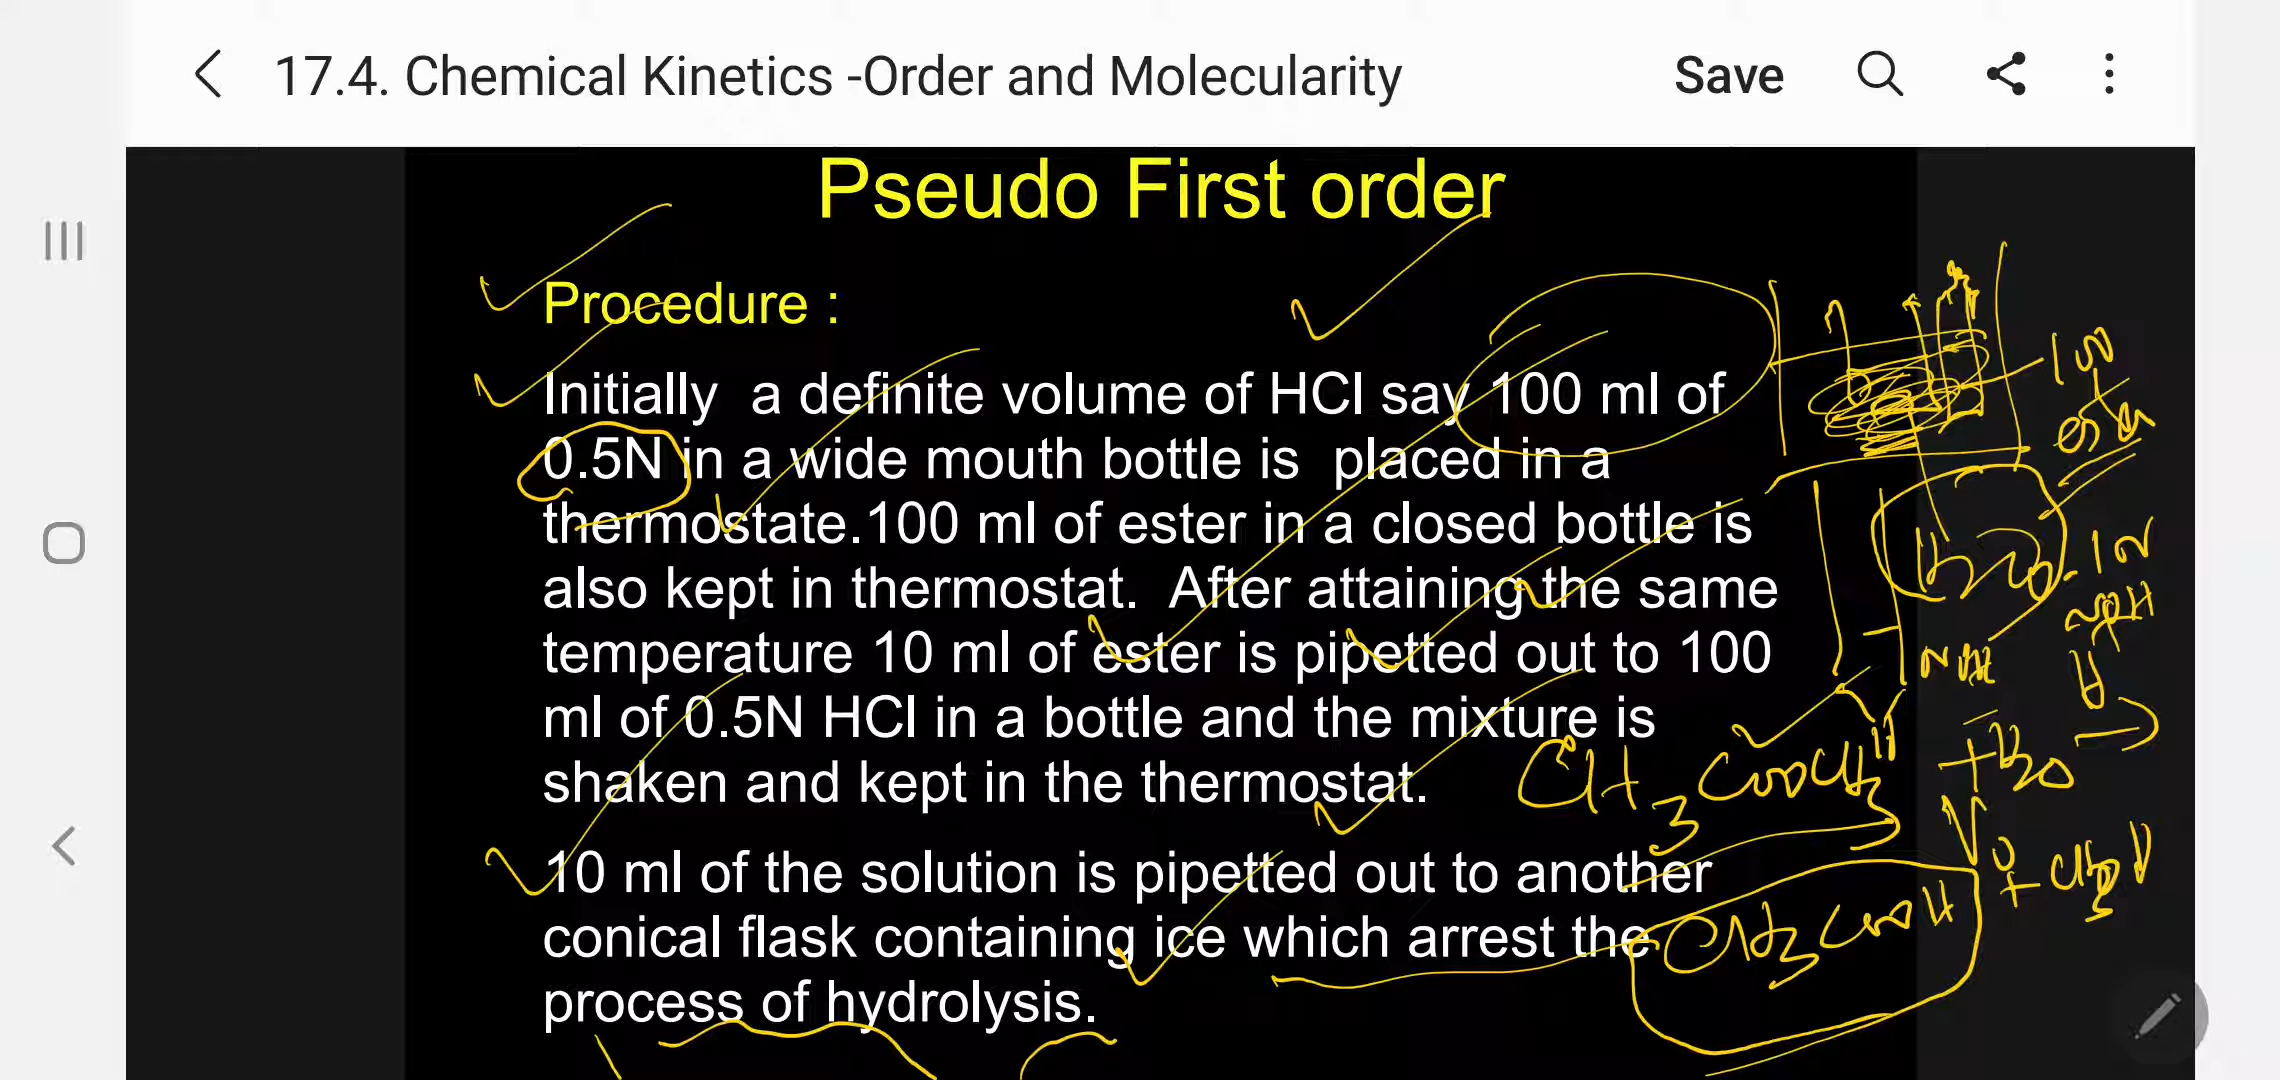 17.4. Chemical Kinetics -Order and Molecularity
Save
Pseudo First order
Procedure :
Initially a definite volume of HCl say 100 ml of
0.5N in a wide mouth bottle is placed in a
thermostate.100 ml of ester in a closed bottle is
also kept in thermostat. After attaining the same
temperature 10 ml of ester is pipetted out to 100
ml of 0.5N HCl in a bottle and the mixture is
shaken and kept in the thermostat.
10 ml of the solution is pipetted out to another
conical flask containing ice which arrest the
process of hydrolysis.
ester
CH3COOCH3
CH3COOH